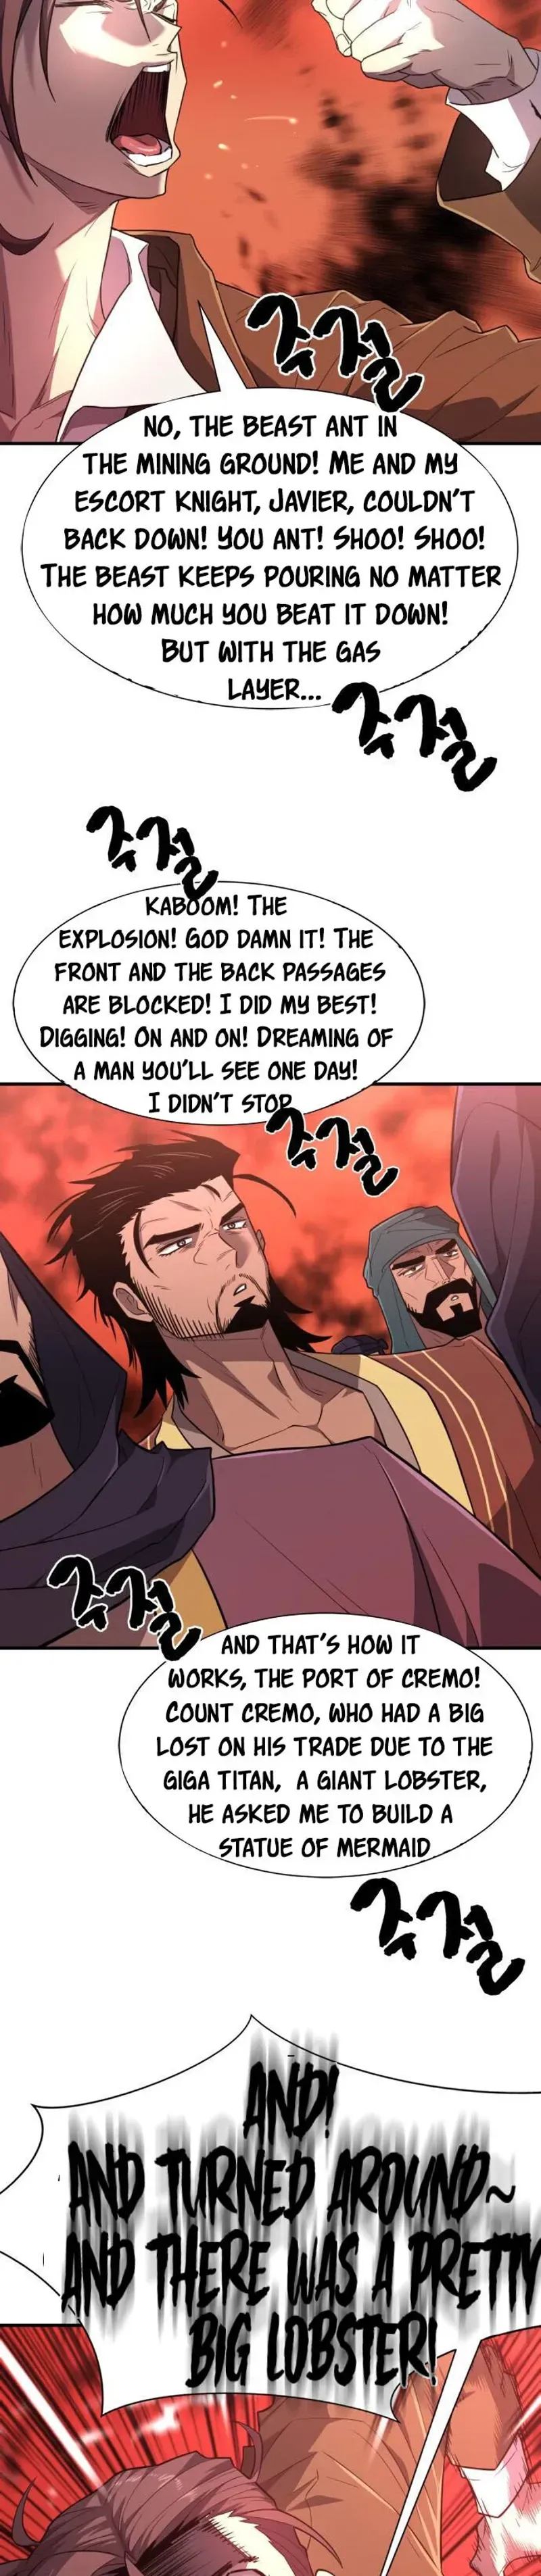 주절
NO, THE BEAST ANT IN
THE MINING GROUND! ME AND MY
ESCORT KNIGHT, JAVIER, COULDN'T
BACK DOWN! YOU ANT! SHOO! SHOO!
THE BEAST KEEPS POURING NO MATTER
HOW MUCH YOU BEAT IT DOWN!
BUT WITH THE GAS
LAYER...
주절
주절
KABOOM! THE
EXPLOSION! GOD DAMN IT! THE
FRONT AND THE BACK PASSAGES
ARE BLOCKED! I DID MY BEST!
DIGGING! ON AND ON! DREAMING OF
A MAN YOU'LL SEE ONE DAY!
I DIDN'T STOP
주절
주절
AND THAT'S HOW IT
WORKS, THE PORT OF CREMO!
COUNT CREMO, WHO HAD A BIG
LOST ON HIS TRADE DUE TO THE
GIGA TITAN, A GIANT LOBSTER,
HE ASKED ME TO BUILD A
STATUE OF MERMAID
주절
AND!
AND TURNED AROUND~
AND THERE WAS A PRETTY
BIG LOBSTER!